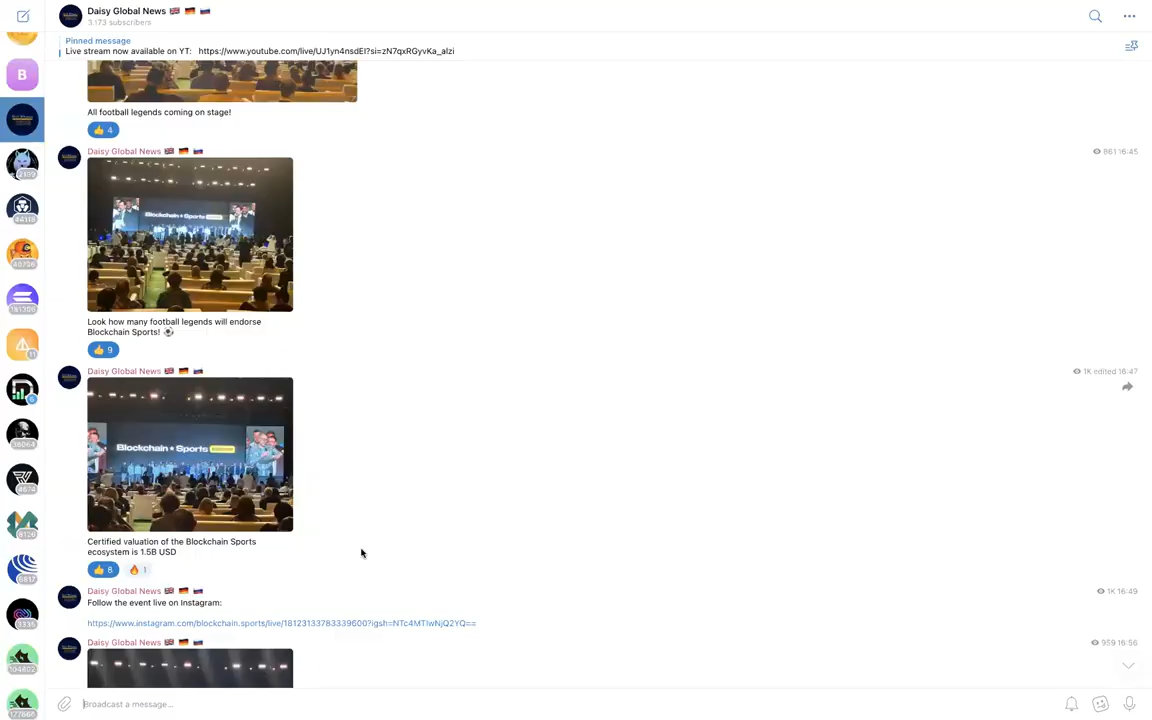 Daisy Global News 🇬🇧 🇩🇪 🇷🇺
3.173 subscribers
Pinned message
Live stream now available on YT: https://www.youtube.com/live/UJ1yn4nsdEI?si=zN7qxRGyvKa_alzi
B
All football legends coming on stage!
👍 4
Daisy Global News 🇬🇧 🇩🇪 🇷🇺
861 16:45
Blockchain Sports
Look how many football legends will endorse
Blockchain Sports! ⚽
👍 9
Daisy Global News 🇬🇧 🇩🇪 🇷🇺
1K edited 16:47
Blockchain Sports
Certified valuation of the Blockchain Sports
ecosystem is 1.5B USD
👍 8 🔥 1
Daisy Global News 🇬🇧 🇩🇪 🇷🇺
1K 16:49
Follow the event live on Instagram:
https://www.instagram.com/blockchain.sports/live/18123133783339600?igsh=NTc4MTIwNjQ2YQ==
Daisy Global News 🇬🇧 🇩🇪 🇷🇺
959 16:56
Broadcast a message...